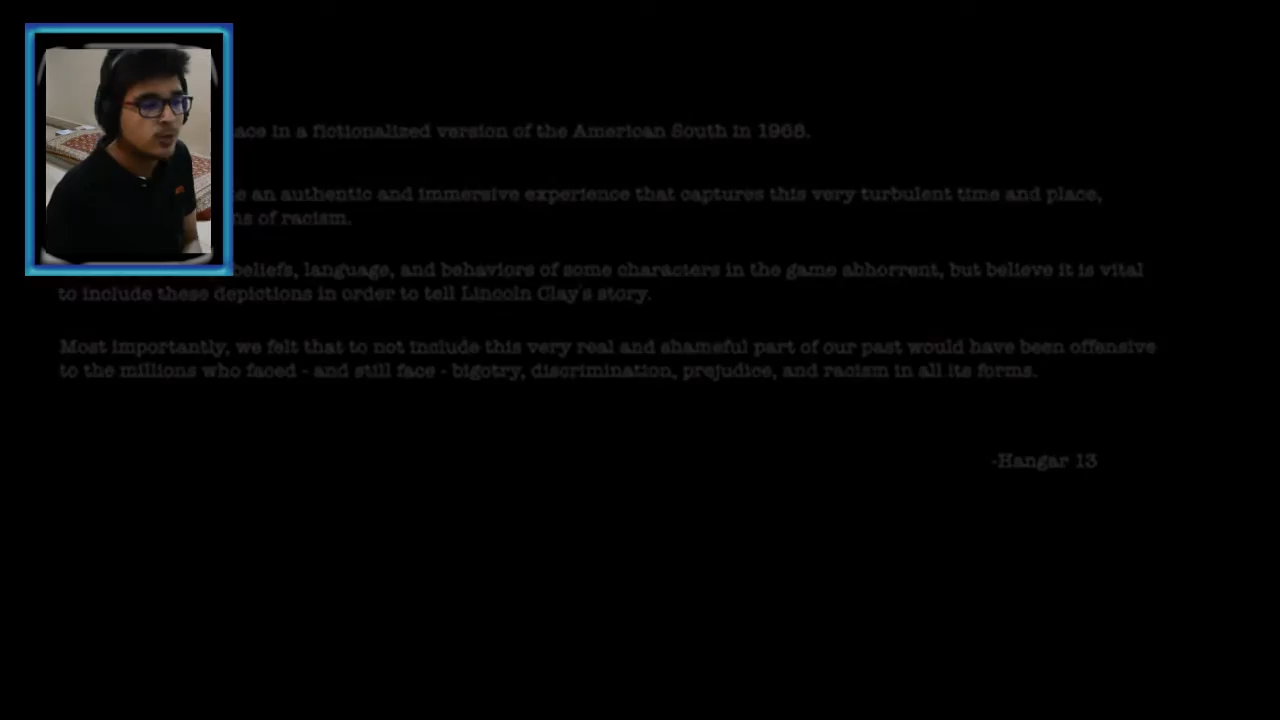 ace in a fictionalized version of the American South in 1968.
e an authentic and immersive experience that captures this very turbulent time and place,
ns of racism.
beliefs, language, and behaviors of some characters in the game abhorrent, but believe it is vital
to include these depictions in order to tell Lincoln Clay's story.
Most importantly, we felt that to not include this very real and shameful part of our past would have been offensive
to the millions who faced - and still face - bigotry, discrimination, prejudice, and racism in all its forms.
-Hangar 13